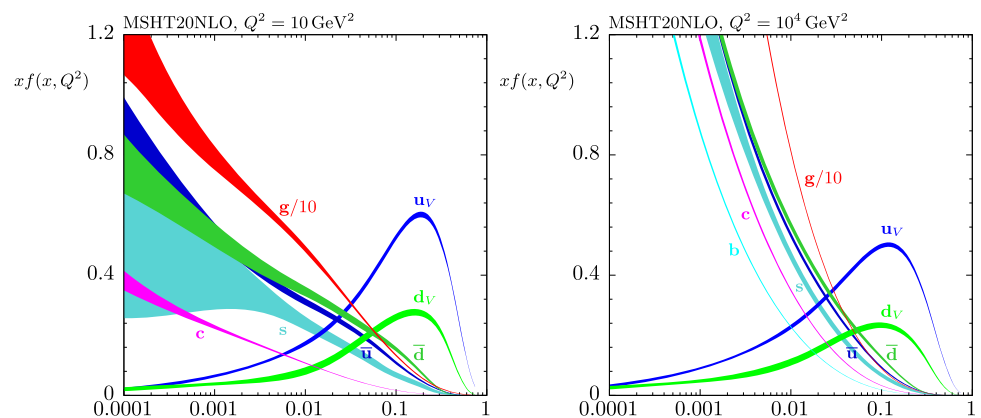 MSHT20NLO, Q² = 10 GeV²
xf(x, Q²)
1.2
0.8
0.4
0
0.0001 0.001 0.01 0.1 1
g/10
u_V
d_V
s
c
u̅
d̅
MSHT20NLO, Q² = 10⁴ GeV²
xf(x, Q²)
1.2
0.8
0.4
0
0.0001 0.001 0.01 0.1 1
g/10
c
b
u_V
s
d_V
u̅
d̅